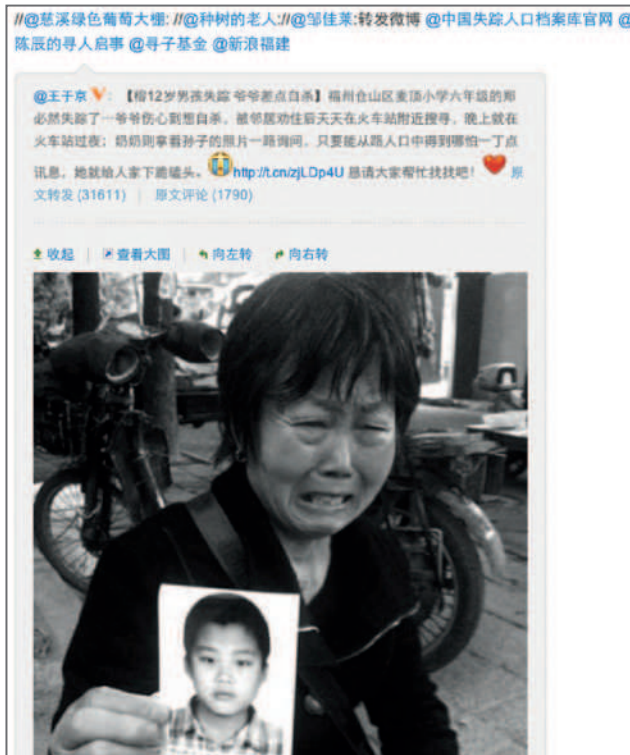 //@慈溪绿色葡萄大棚: //@种树的老人://@邹佳莱:转发微博 @中国失踪人口档案库官网 @
陈辰的寻人启事 @寻子基金 @新浪福建
@王于京 : 【榕12岁男孩失踪 爷爷差点自杀】福州仓山区麦顶小学六年级的郑
必然失踪了—爷爷伤心到想自杀，被邻居劝住后天天在火车站附近搜寻，晚上就在
火车站过夜；奶奶则拿着孙子的照片一路询问，只要能从路人口中得到哪怕一丁点
讯息，她就给人家下跪磕头。 http://t.cn/zjLDp4U 恳请大家帮忙找找吧！ 原
文转发 (31611) | 原文评论 (1790)
收起 | 查看大图 | 向左转 向右转